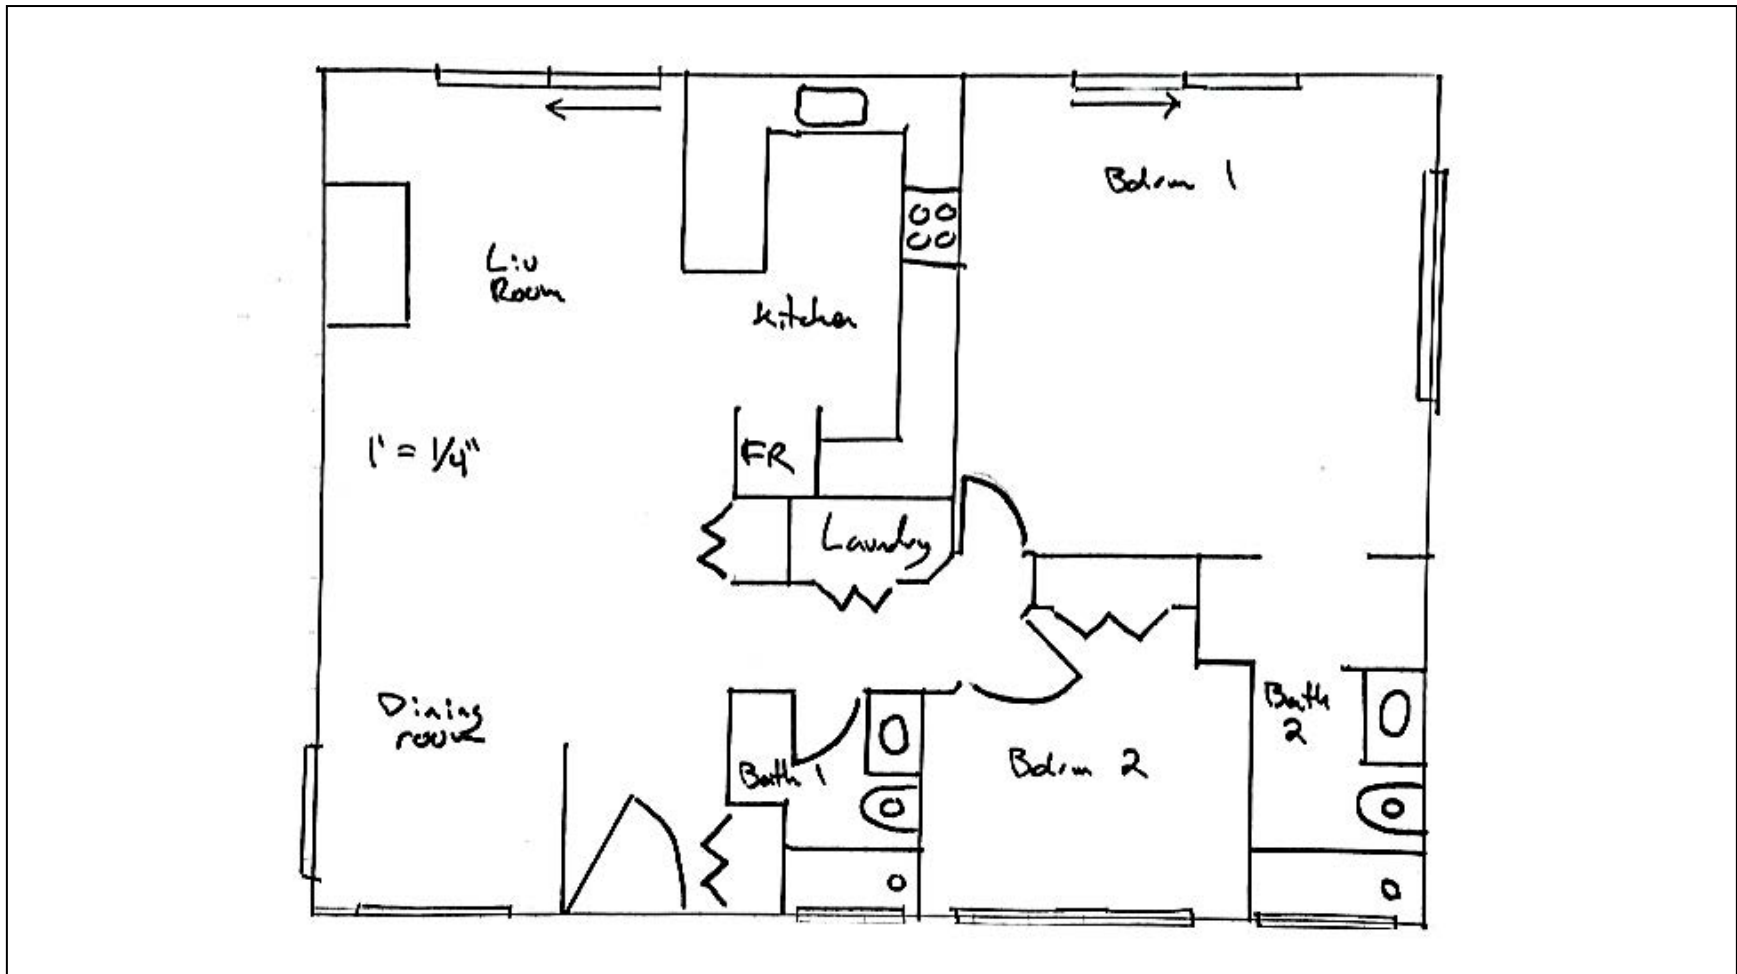 Bdrm 1
Liv
Room
Kitchen
1' = 1/4"
FR
Laundry
Dining
room
Bath 1
Bdrm 2
Bath
2